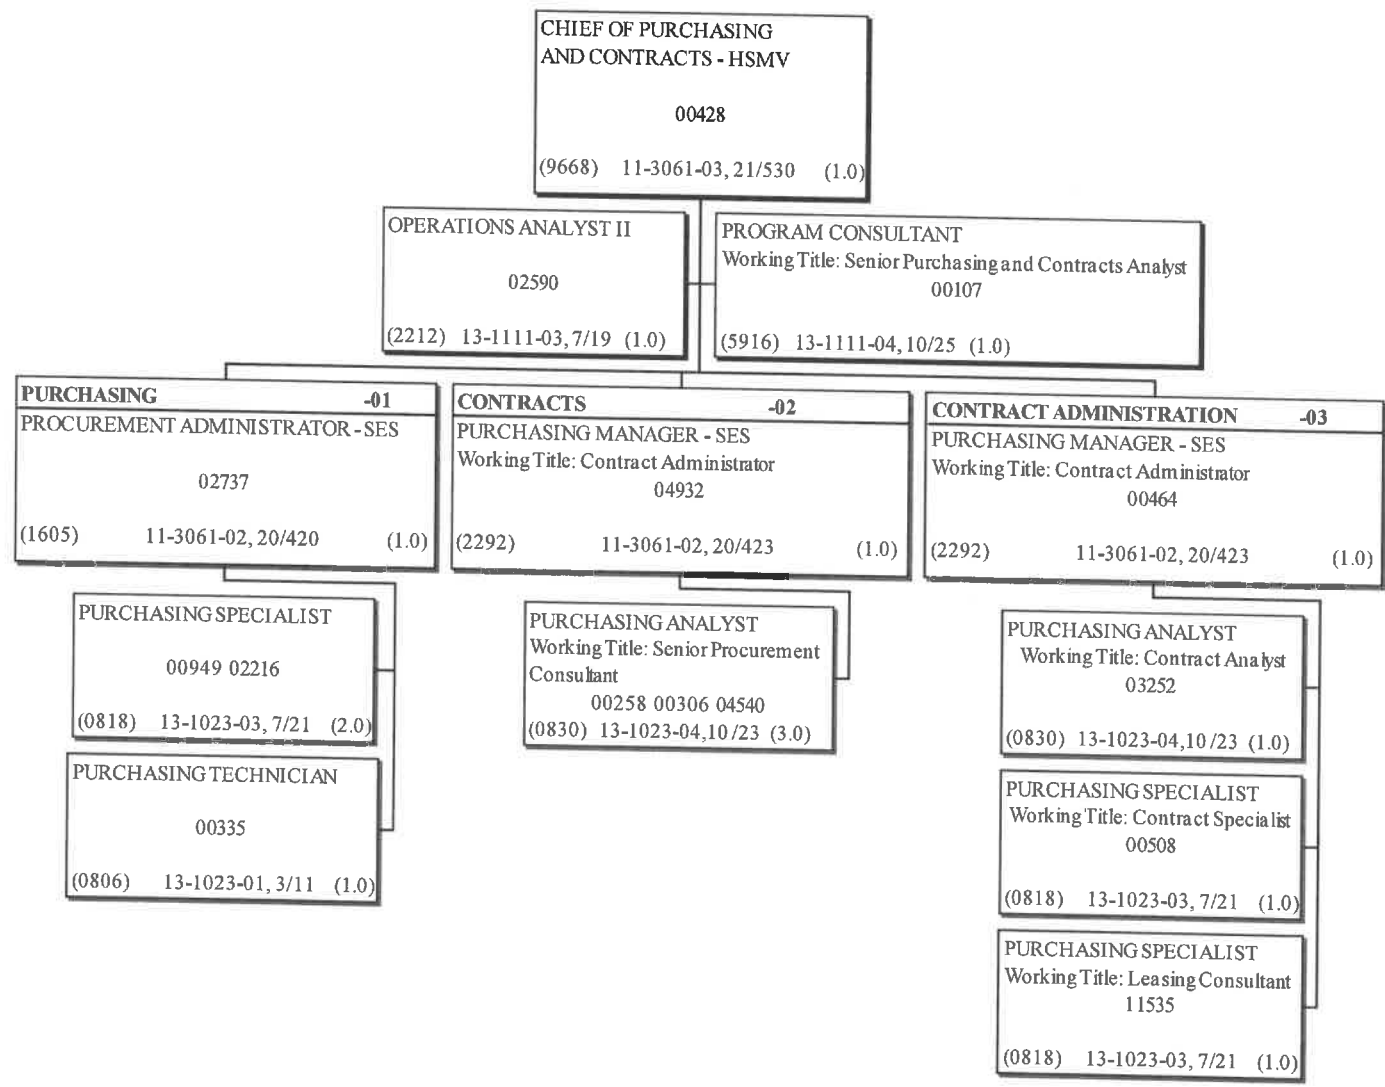 CHIEF OF PURCHASING
AND CONTRACTS - HSMV
00428
(9668) 11-3061-03, 21/530 (1.0)
OPERATIONS ANALYST II
02590
(2212) 13-1111-03, 7/19 (1.0)
PROGRAM CONSULTANT
Working Title: Senior Purchasing and Contracts Analyst
00107
(5916) 13-1111-04, 10/25 (1.0)
PURCHASING -01
PROCUREMENT ADMINISTRATOR - SES
02737
(1605) 11-3061-02, 20/420 (1.0)
CONTRACTS -02
PURCHASING MANAGER - SES
Working Title: Contract Administrator
04932
(2292) 11-3061-02, 20/423 (1.0)
CONTRACT ADMINISTRATION -03
PURCHASING MANAGER - SES
Working Title: Contract Administrator
00464
(2292) 11-3061-02, 20/423 (1.0)
PURCHASING SPECIALIST
00949 02216
(0818) 13-1023-03, 7/21 (2.0)
PURCHASING TECHNICIAN
00335
(0806) 13-1023-01, 3/11 (1.0)
PURCHASING ANALYST
Working Title: Senior Procurement
Consultant
00258 00306 04540
(0830) 13-1023-04, 10/23 (3.0)
PURCHASING ANALYST
Working Title: Contract Analyst
03252
(0830) 13-1023-04, 10/23 (1.0)
PURCHASING SPECIALIST
Working Title: Contract Specialist
00508
(0818) 13-1023-03, 7/21 (1.0)
PURCHASING SPECIALIST
Working Title: Leasing Consultant
11535
(0818) 13-1023-03, 7/21 (1.0)